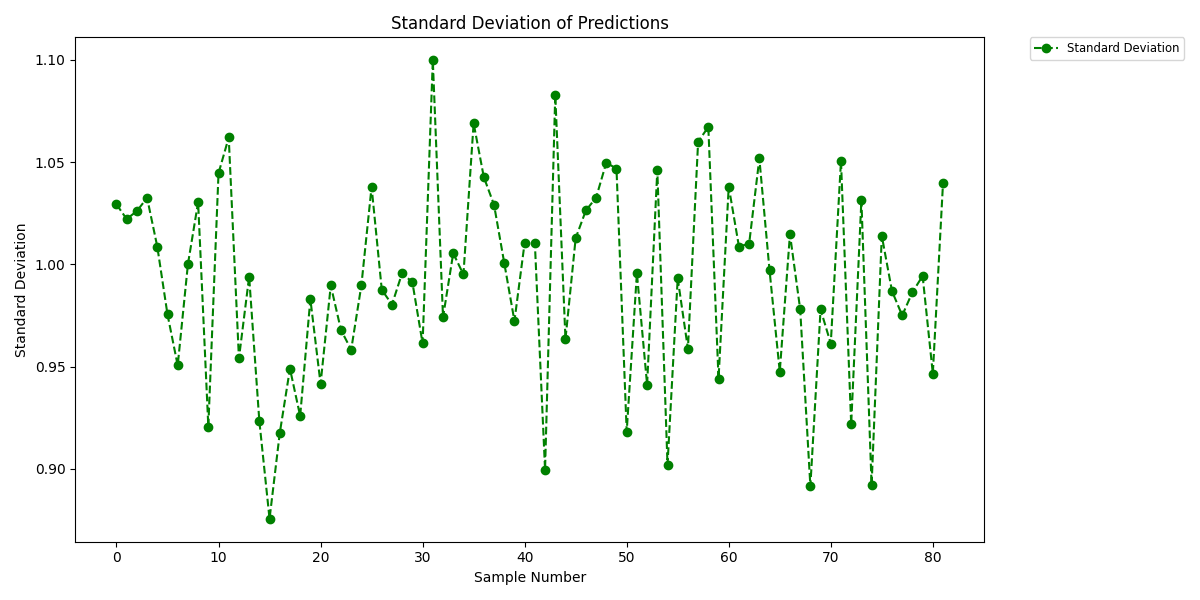 Standard Deviation of Predictions
Standard Deviation
1.10
1.05
1.00
0.95
0.90
Standard Deviation
0 10 20 30 40 50 60 70 80
Sample Number